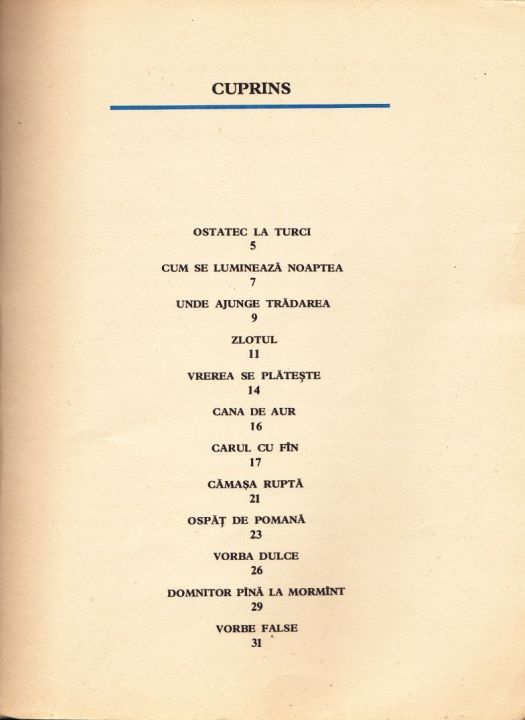 CUPRINS
OSTATEC LA TURCI
5
CUM SE LUMINEAZĂ NOAPTEA
7
UNDE AJUNGE TRĂDAREA
9
ZLOTUL
11
VREREA SE PLĂTEȘTE
14
CANA DE AUR
16
CARUL CU FÎN
17
CĂMAȘA RUPTĂ
21
OSPĂȚ DE POMANĂ
23
VORBA DULCE
26
DOMNITOR PÎNĂ LA MORMÎNT
29
VORBE FALSE
31